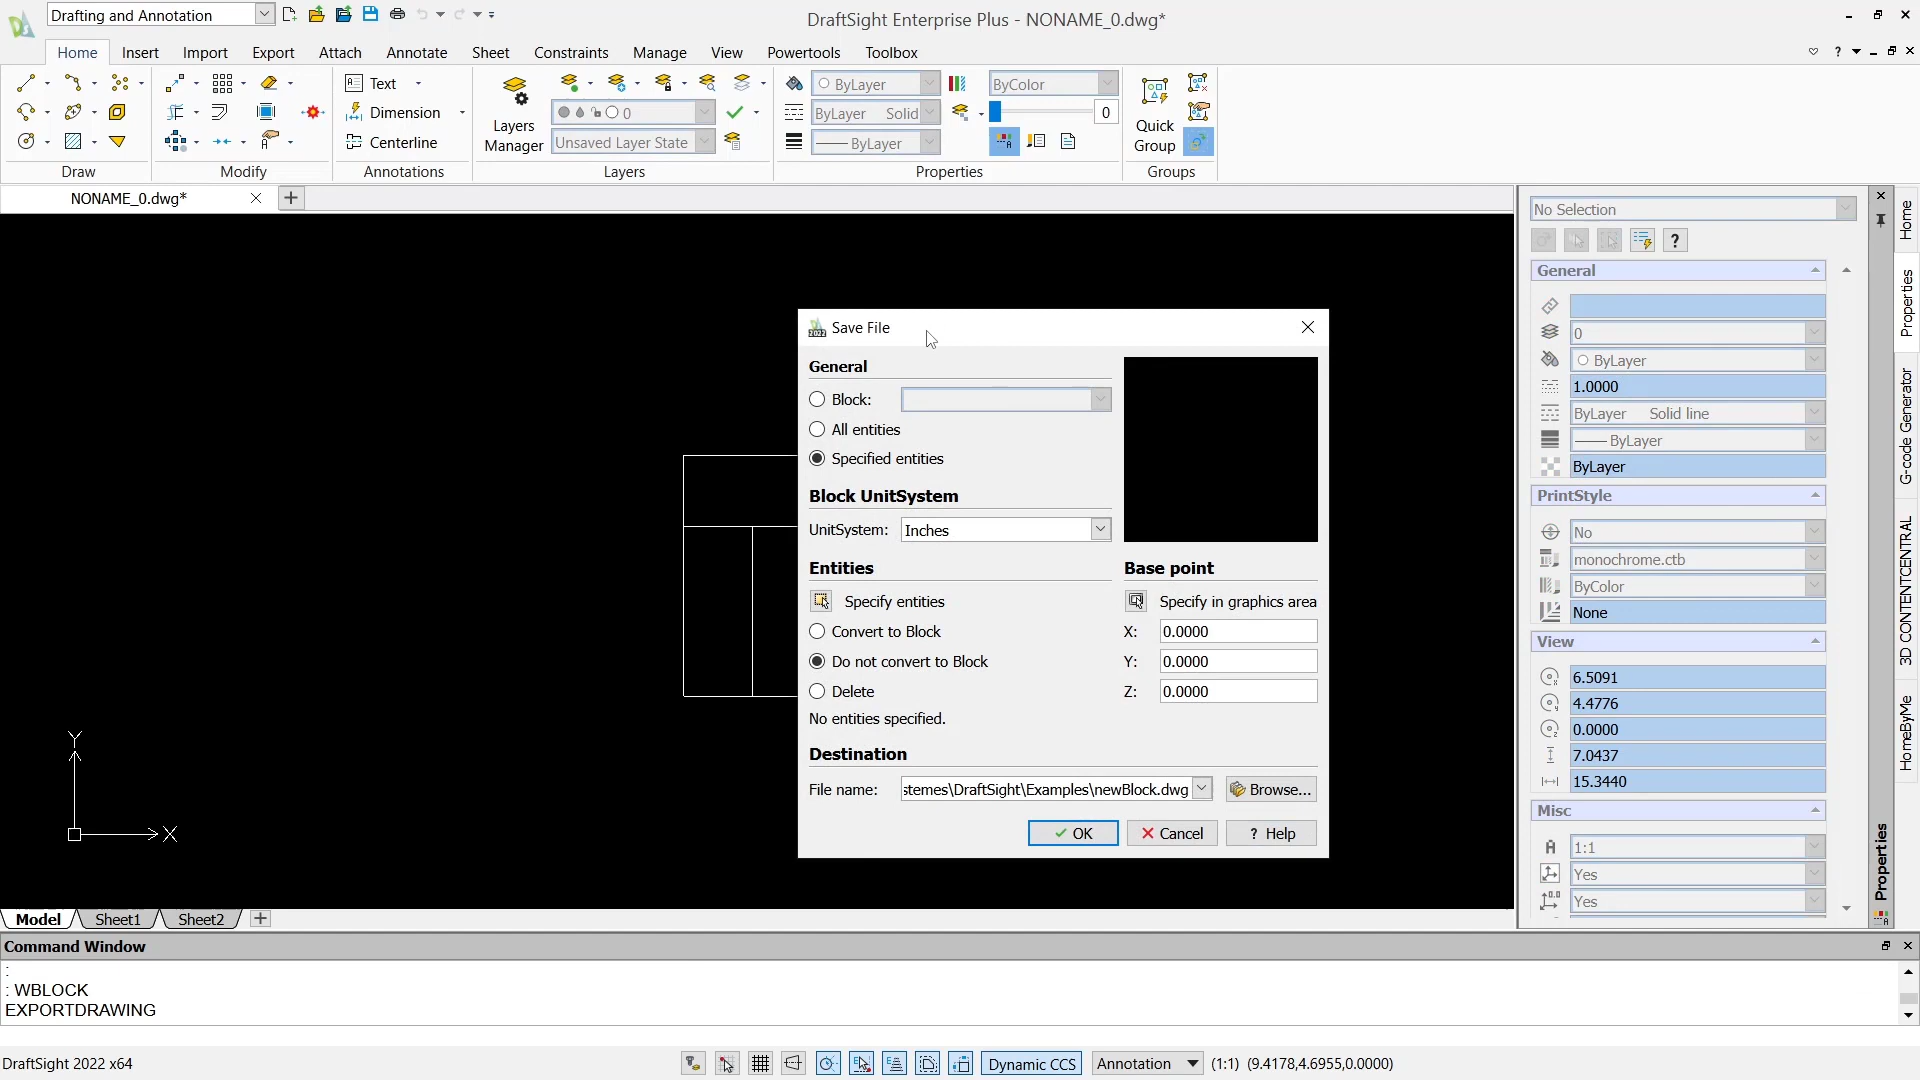 Drafting and Annotation
DraftSight Enterprise Plus - NONAME_0.dwg*
Home Insert Import Export Attach Annotate Sheet Constraints Manage View Powertools Toolbox
?
Text
Dimension
Centerline
Layers
Manager
0
Unsaved Layer State
ByLayer
ByLayer Solid
ByLayer
ByColor
0
Quick
Group
Draw Modify Annotations Layers Properties Groups
NONAME_0.dwg*
Save File
General
Block:
All entities
Specified entities
Block UnitSystem
UnitSystem: Inches
Entities
Specify entities
Convert to Block
Do not convert to Block
Delete
No entities specified.
Base point
Specify in graphics area
X: 0.0000
Y: 0.0000
Z: 0.0000
Destination
File name: stemes\DraftSight\Examples\newBlock.dwg Browse...
OK Cancel ? Help
Y
X
No Selection
?
General
0
ByLayer
1.0000
ByLayer Solid line
ByLayer
ByLayer
PrintStyle
No
monochrome.ctb
ByColor
None
View
6.5091
4.4776
0.0000
7.0437
15.3440
Misc
1:1
Yes
Yes
Properties
Home
Properties
G-code Generator
3D CONTENTCENTRAL
HomeByMe
Model Sheet1 Sheet2
Command Window
:
: WBLOCK
EXPORTDRAWING
DraftSight 2022 x64
Dynamic CCS Annotation (1:1) (9.4178,4.6955,0.0000)